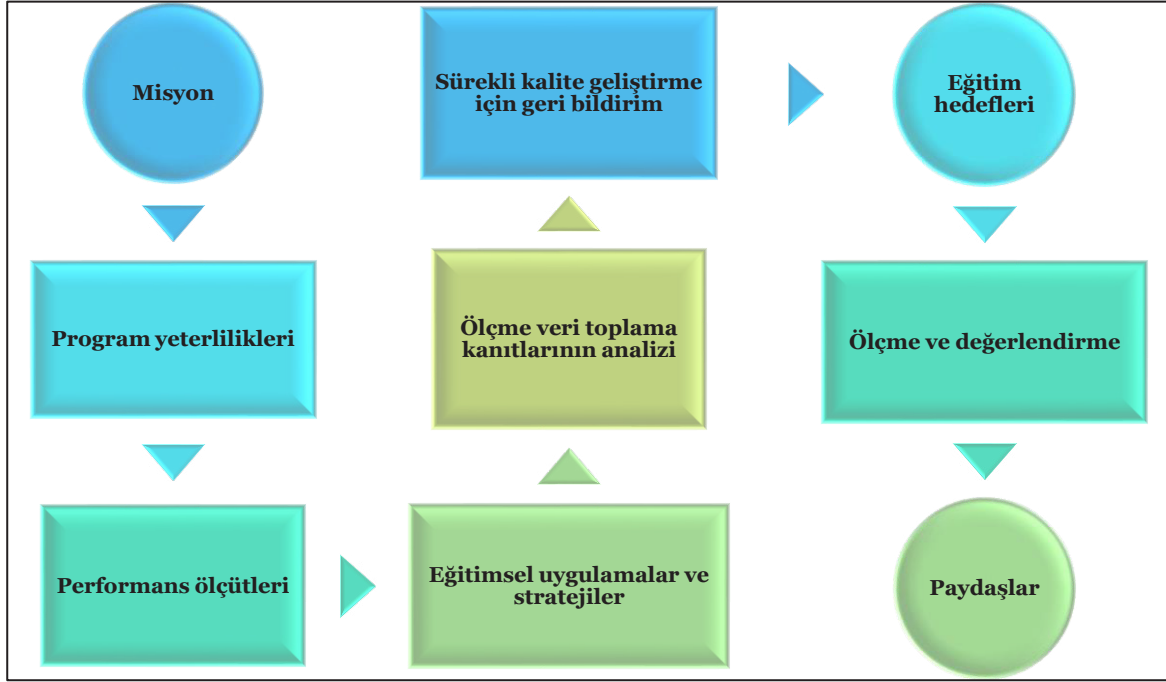 Misyon
Program yeterlilikleri
Performans ölçütleri
Eğitimsel uygulamalar ve
stratejiler
Ölçme veri toplama
kanıtlarının analizi
Sürekli kalite geliştirme
için geri bildirim
Eğitim
hedefleri
Ölçme ve değerlendirme
Paydaşlar